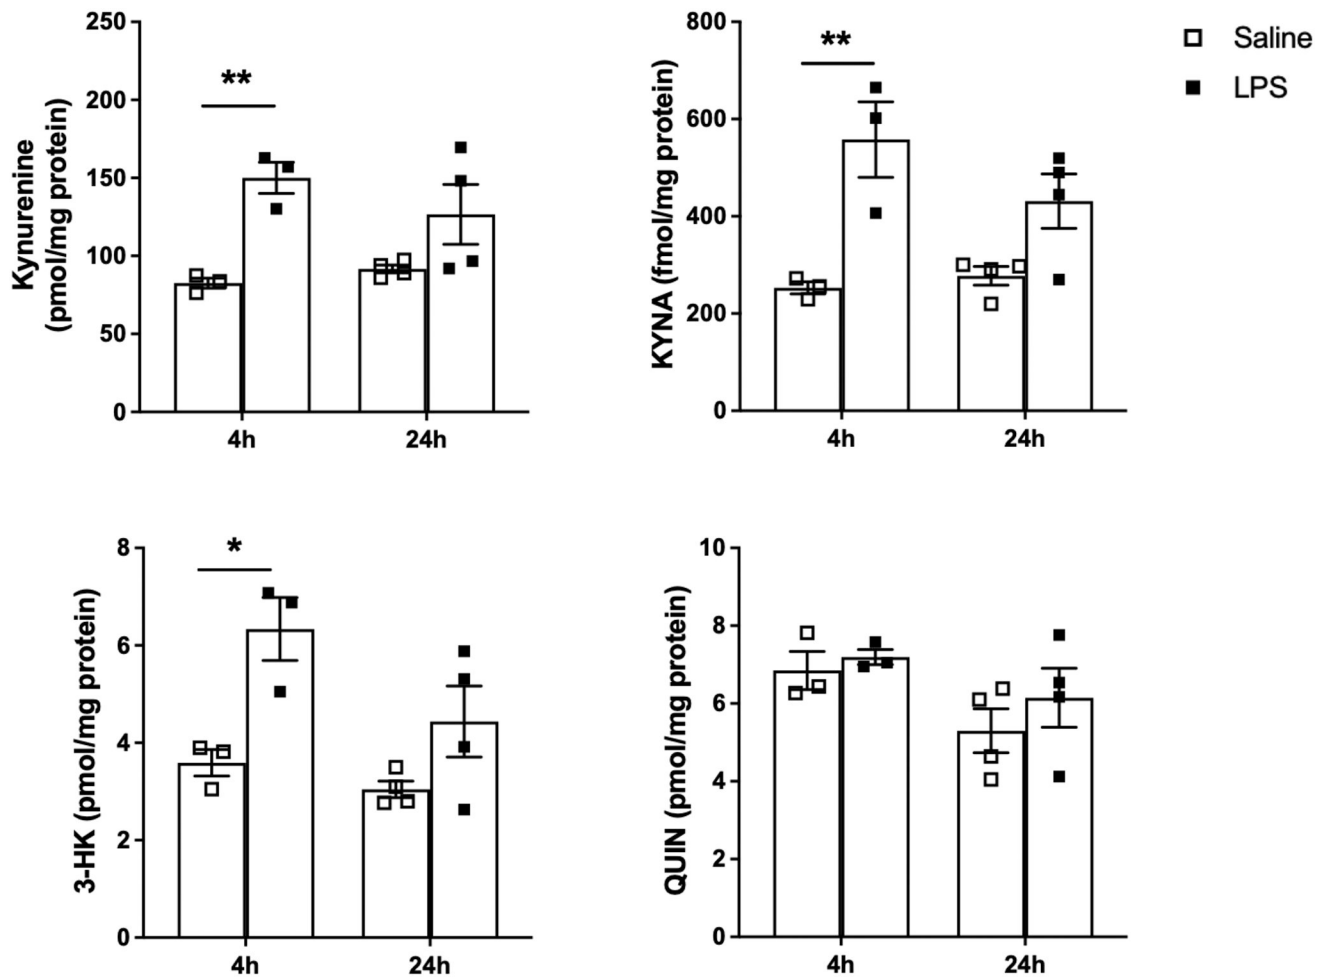 250
200
150
100
50
0
Kynurenine
(pmol/mg protein)
**
4h
24h
800
600
400
200
0
KYNA (fmol/mg protein)
**
4h
24h
Saline
LPS
8
6
4
2
0
3-HK (pmol/mg protein)
*
4h
24h
10
8
6
4
2
0
QUIN (pmol/mg protein)
4h
24h